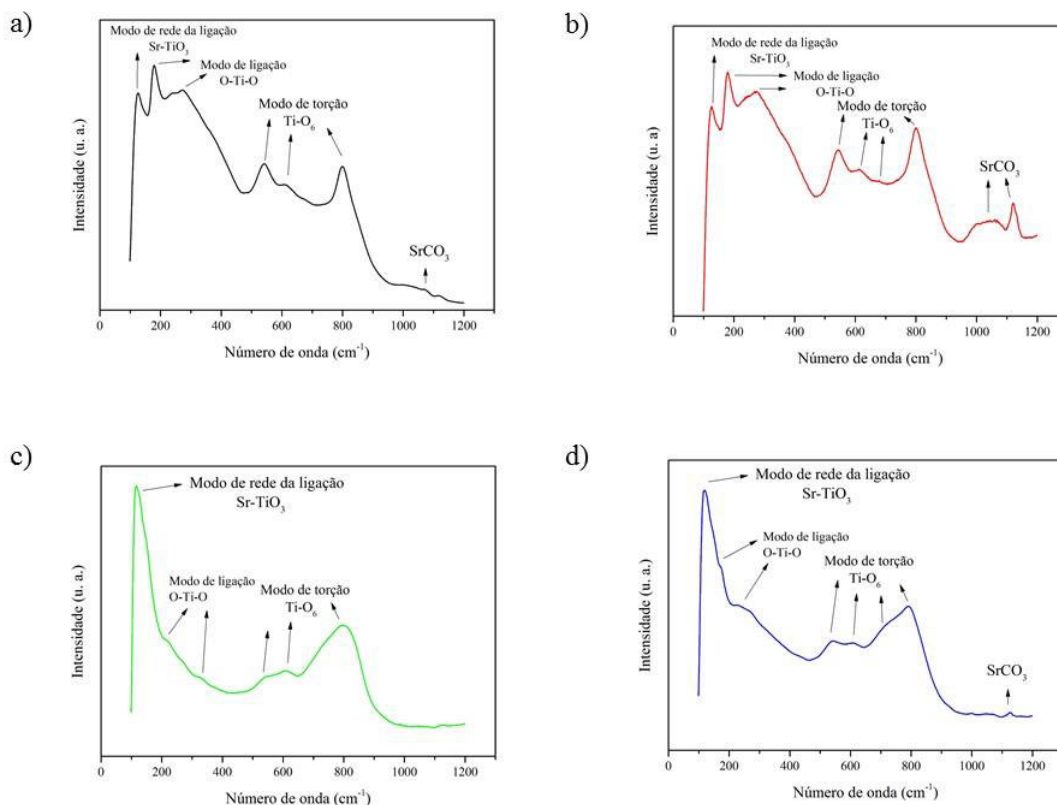 a)
Modo de rede da ligação
Sr-TiO₃
Modo de ligação
O-Ti-O
Modo de torção
Ti-O₆
SrCO₃
Intensidade (u. a.)
0 200 400 600 800 1000 1200
Número de onda (cm⁻¹)
b)
Modo de rede da ligação
Sr-TiO₃
Modo de ligação
O-Ti-O
Modo de torção
Ti-O₆
SrCO₃
Intensidade (u. a)
0 200 400 600 800 1000 1200
Número de onda (cm⁻¹)
c)
Modo de rede da ligação
Sr-TiO₃
Modo de ligação
O-Ti-O
Modo de torção
Ti-O₆
Intensidade (u. a.)
0 200 400 600 800 1000 1200
Número de onda (cm⁻¹)
d)
Modo de rede da ligação
Sr-TiO₃
Modo de ligação
O-Ti-O
Modo de torção
Ti-O₆
SrCO₃
Intensidade (u. a.)
0 200 400 600 800 1000 1200
Número de onda (cm⁻¹)